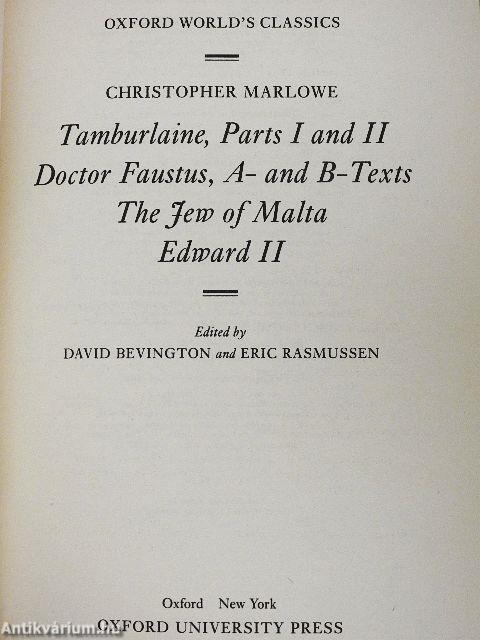 OXFORD WORLD'S CLASSICS
CHRISTOPHER MARLOWE
Tamburlaine, Parts I and II
Doctor Faustus, A- and B-Texts
The Jew of Malta
Edward II
Edited by
DAVID BEVINGTON and ERIC RASMUSSEN
Oxford New York
OXFORD UNIVERSITY PRESS
Antikvárium.hu